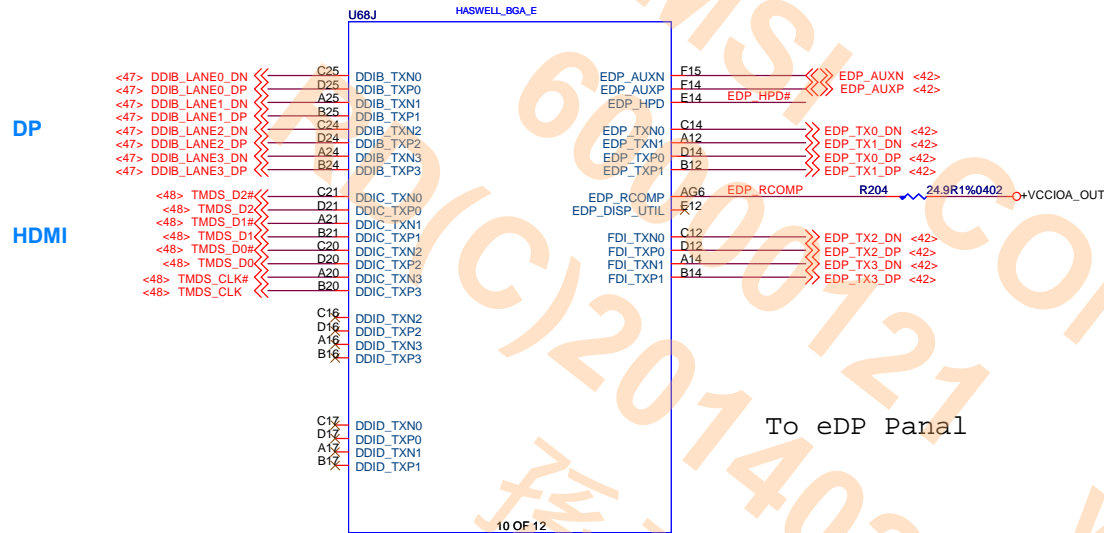 U68J
HASWELL_BGA_E
DP
<47> DDIB_LANE0_DN C25 DDIB_TXN0
<47> DDIB_LANE0_DP D25 DDIB_TXP0
<47> DDIB_LANE1_DN A25 DDIB_TXN1
<47> DDIB_LANE1_DP B25 DDIB_TXP1
<47> DDIB_LANE2_DN C24 DDIB_TXN2
<47> DDIB_LANE2_DP D24 DDIB_TXP2
<47> DDIB_LANE3_DN A24 DDIB_TXN3
<47> DDIB_LANE3_DP B24 DDIB_TXP3
HDMI
<48> TMDS_D2# C21 DDIC_TXN0
<48> TMDS_D2 D21 DDIC_TXP0
<48> TMDS_D1# A21 DDIC_TXN1
<48> TMDS_D1 B21 DDIC_TXP1
<48> TMDS_D0# C20 DDIC_TXN2
<48> TMDS_D0 D20 DDIC_TXP2
<48> TMDS_CLK# A20 DDIC_TXN3
<48> TMDS_CLK B20 DDIC_TXP3
C16 DDID_TXN2
D16 DDID_TXP2
A16 DDID_TXN3
B16 DDID_TXP3
C17 DDID_TXN0
D17 DDID_TXP0
A17 DDID_TXN1
B17 DDID_TXP1
EDP_AUXN F15 EDP_AUXN <42>
EDP_AUXP F14 EDP_AUXP <42>
EDP_HPD E14 EDP_HPD#
EDP_TXN0 C14 EDP_TX0_DN <42>
EDP_TXN1 A12 EDP_TX1_DN <42>
EDP_TXP0 D14 EDP_TX0_DP <42>
EDP_TXP1 B12 EDP_TX1_DP <42>
EDP_RCOMP AG6 EDP_RCOMP R204 24.9R1%0402 +VCCIOA_OUT
EDP_DISP_UTIL E12
FDI_TXN0 C12 EDP_TX2_DN <42>
FDI_TXP0 D12 EDP_TX2_DP <42>
FDI_TXN1 A14 EDP_TX3_DN <42>
FDI_TXP1 B14 EDP_TX3_DP <42>
To eDP Panal
10 OF 12
MSI
60000121